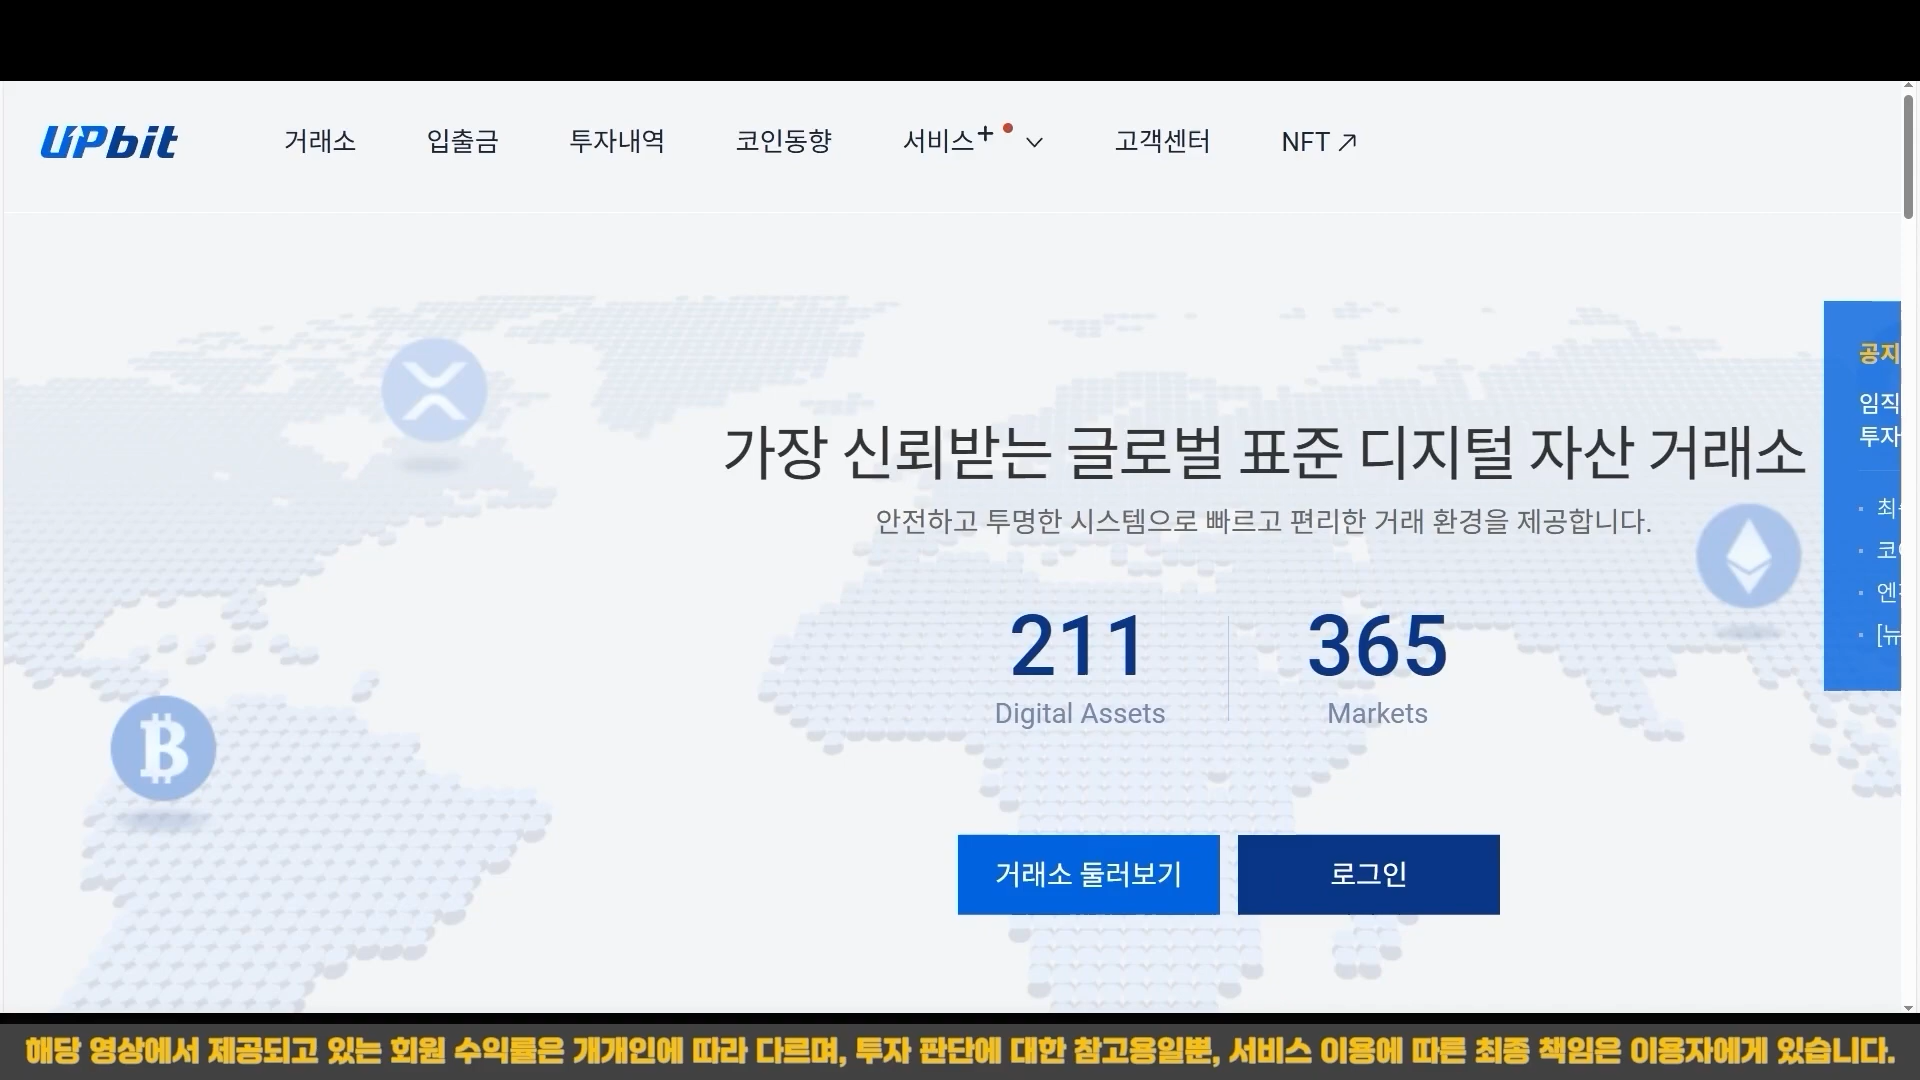 UPbit 거래소 입출금 투자내역 코인동향 서비스+ 고객센터 NFT
가장 신뢰받는 글로벌 표준 디지털 자산 거래소
안전하고 투명한 시스템으로 빠르고 편리한 거래 환경을 제공합니다.
211 365
Digital Assets Markets
거래소 둘러보기 로그인
공지
임직
투자
[뉴
해당 영상에서 제공되고 있는 회원 수익률은 개개인에 따라 다르며, 투자 판단에 대한 참고용일뿐, 서비스 이용에 따른 최종 책임은 이용자에게 있습니다.